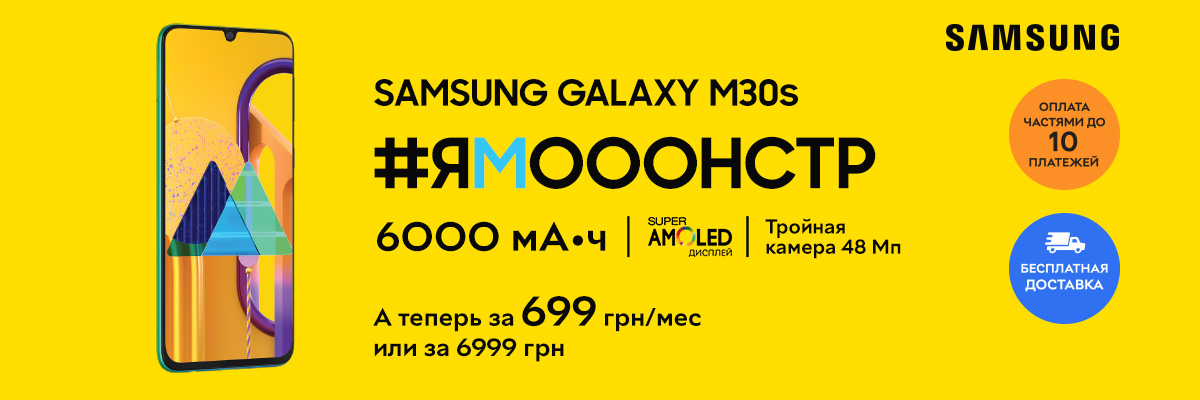 SAMSUNG
SAMSUNG GALAXY M30s
#ЯМОООНСТР
6000 мА•ч
SUPER
AMOLED
ДИСПЛЕЙ
Тройная
камера 48 Мп
А теперь за 699 грн/мес
или за 6999 грн
ОПЛАТА
ЧАСТЯМИ ДО
10
ПЛАТЕЖЕЙ
БЕСПЛАТНАЯ
ДОСТАВКА